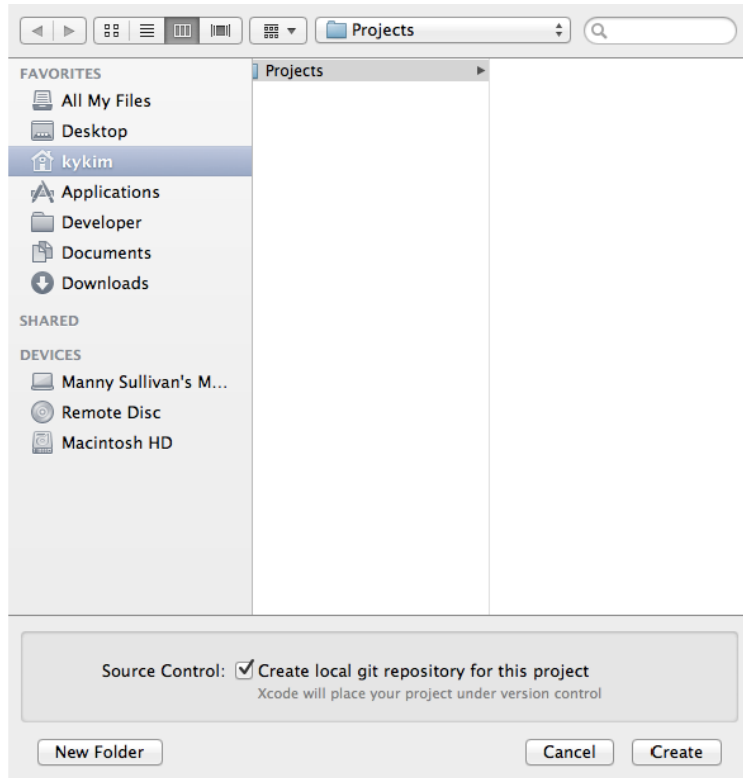 Projects
FAVORITES
All My Files
Desktop
kykim
Applications
Developer
Documents
Downloads
SHARED
DEVICES
Manny Sullivan's M...
Remote Disc
Macintosh HD
Projects
Source Control: Create local git repository for this project
Xcode will place your project under version control
New Folder
Cancel
Create